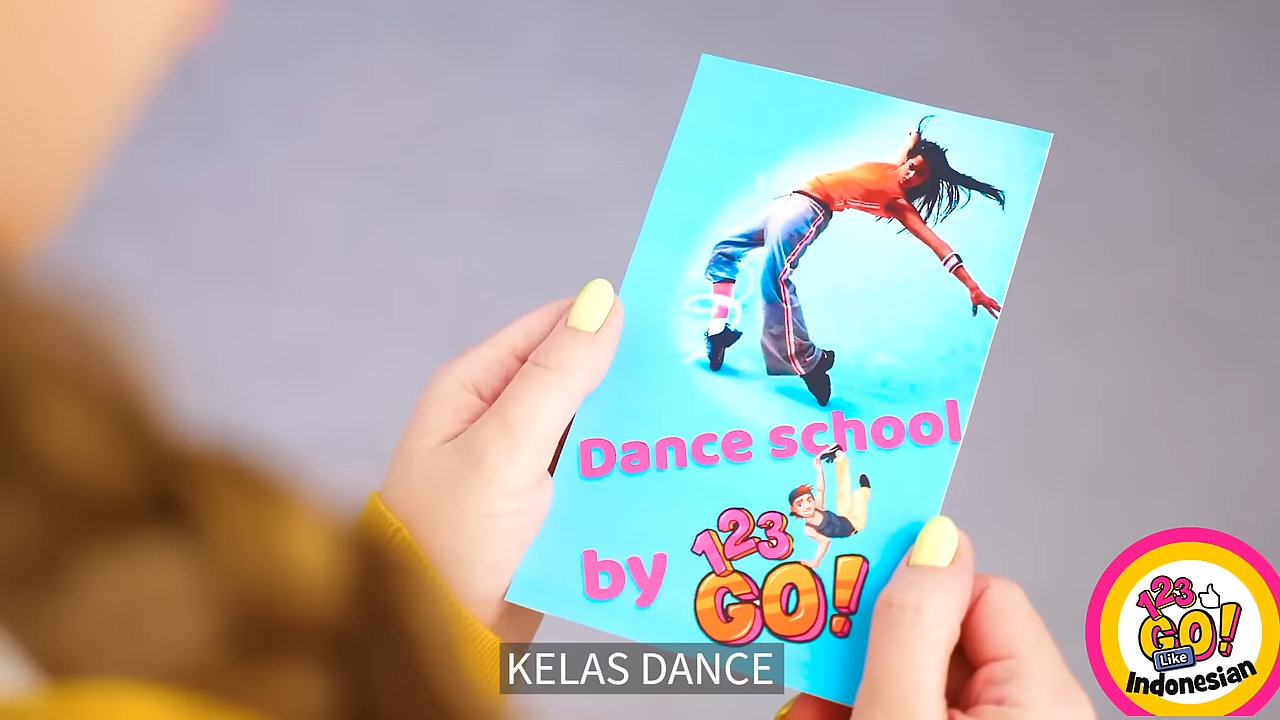 Dance school
by 123 GO!
KELAS DANCE
123
GO!
Like
Indonesian